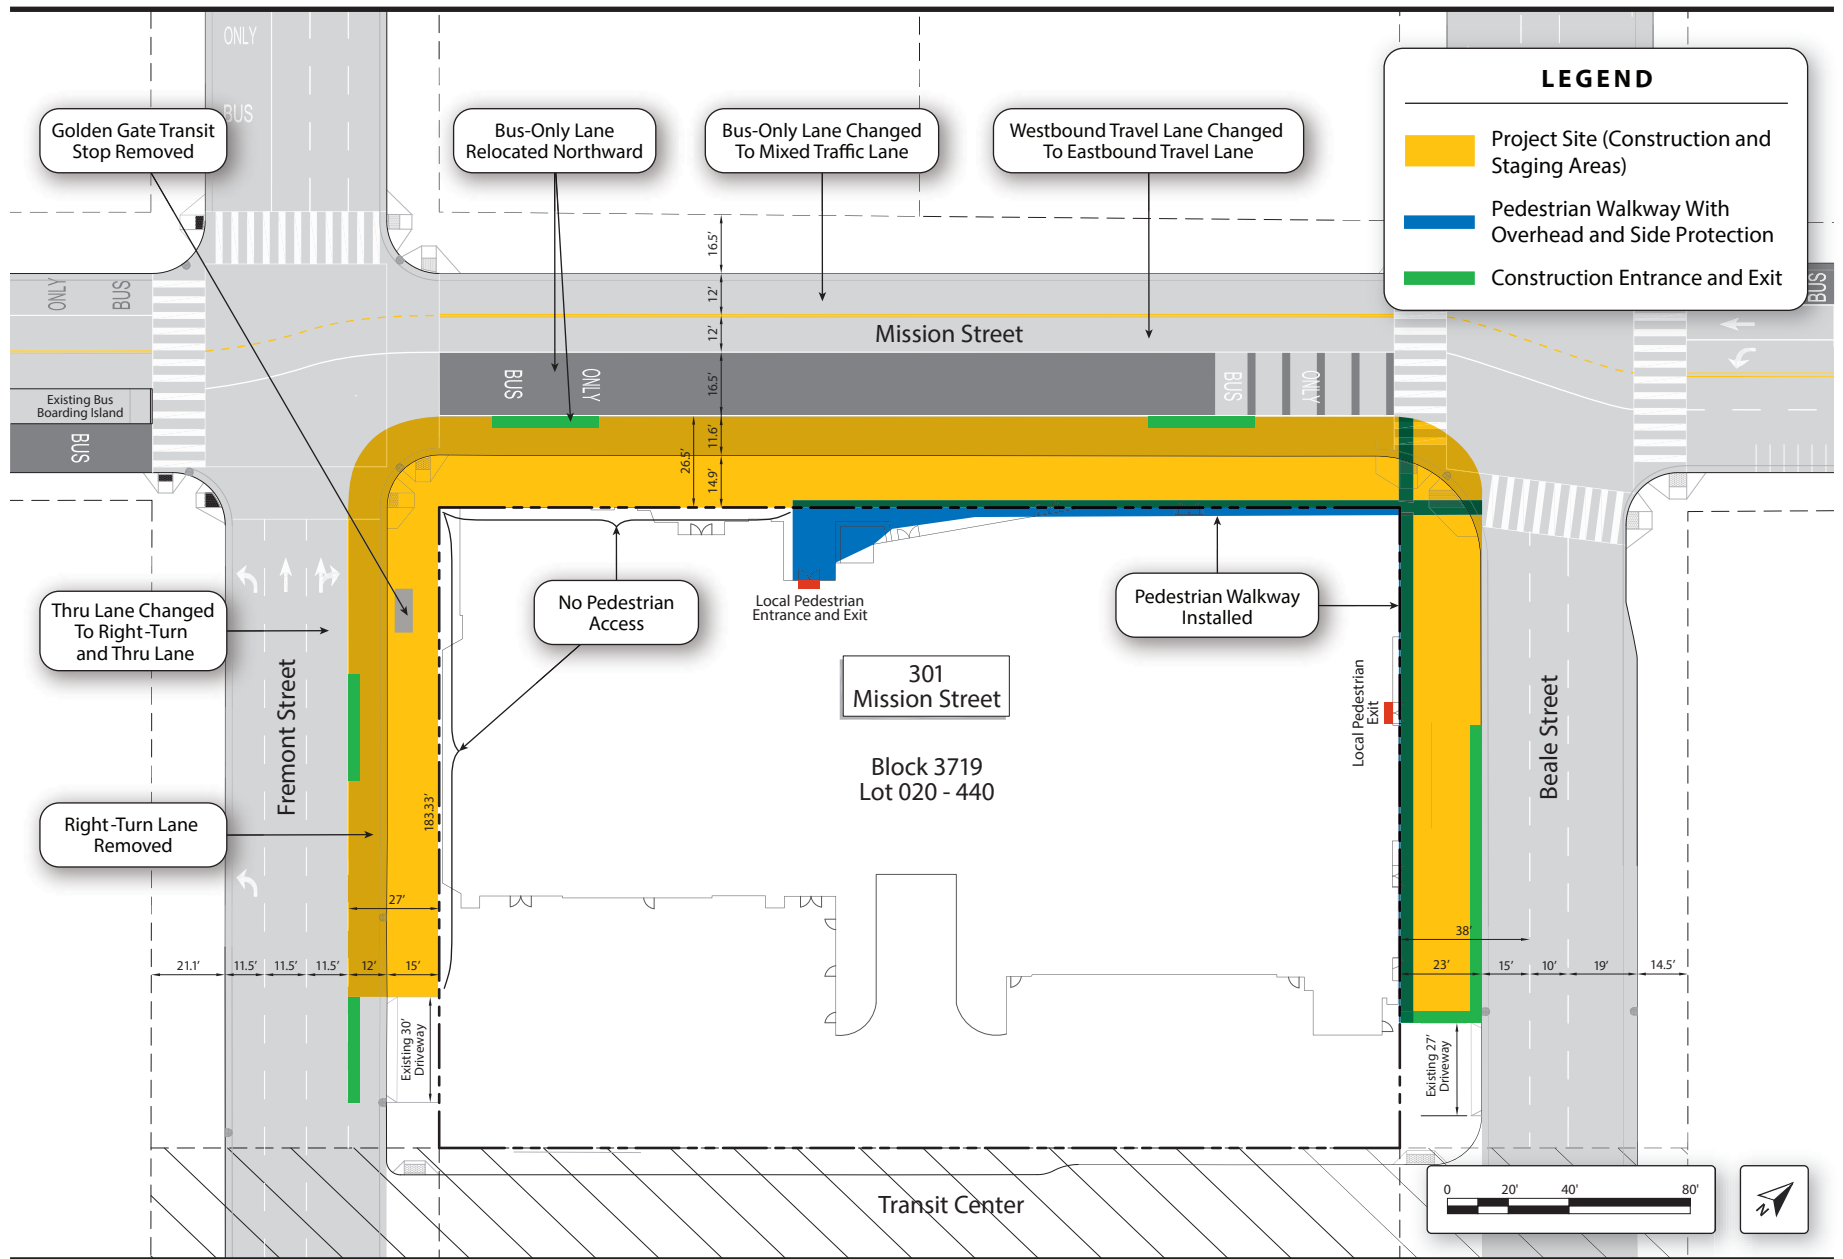 ONLY
BUS
Golden Gate Transit
Stop Removed
Bus-Only Lane
Relocated Northward
Bus-Only Lane Changed
To Mixed Traffic Lane
Westbound Travel Lane Changed
To Eastbound Travel Lane
LEGEND
Project Site (Construction and
Staging Areas)
Pedestrian Walkway With
Overhead and Side Protection
Construction Entrance and Exit
16.5'
12'
12'
16.5'
11.6'
26.5'
14.9'
ONLY
BUS
BUS
Mission Street
Existing Bus
Boarding Island
BUS
BUS
ONLY
BUS
ONLY
No Pedestrian
Access
Local Pedestrian
Entrance and Exit
Pedestrian Walkway
Installed
Thru Lane Changed
To Right-Turn
and Thru Lane
Fremont Street
301
Mission Street
Block 3719
Lot 020 - 440
Local Pedestrian
Exit
Beale Street
Right-Turn Lane
Removed
183.33'
27'
21.1'
11.5'
11.5'
11.5'
12'
15'
38'
23'
15'
10'
19'
14.5'
Existing 30'
Driveway
Existing 27'
Driveway
Transit Center
0
20'
40'
80'
N